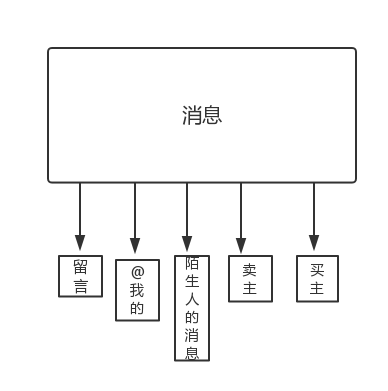 消息
留
言
@
我
的
陌
生
人
的
消
息
卖
主
买
主